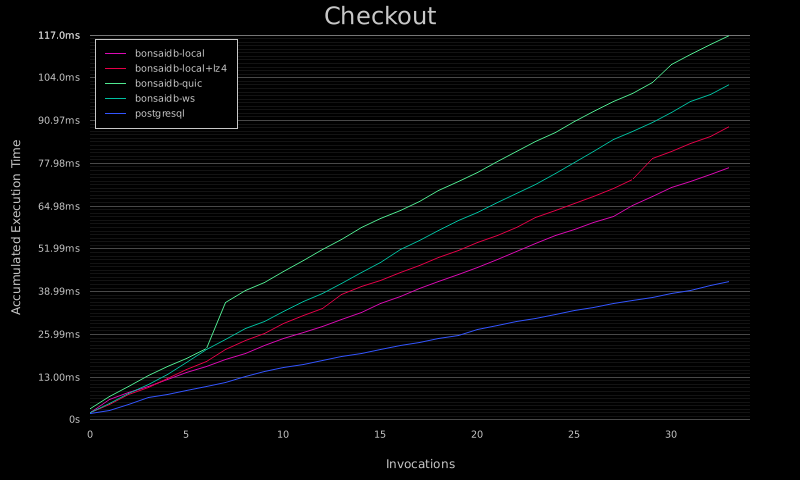 Checkout
117.0ms
104.0ms
90.97ms
77.98ms
64.98ms
51.99ms
38.99ms
25.99ms
13.00ms
0s
Accumulated Execution Time
bonsaidb-local
bonsaidb-local+lz4
bonsaidb-quic
bonsaidb-ws
postgresql
0 5 10 15 20 25 30
Invocations